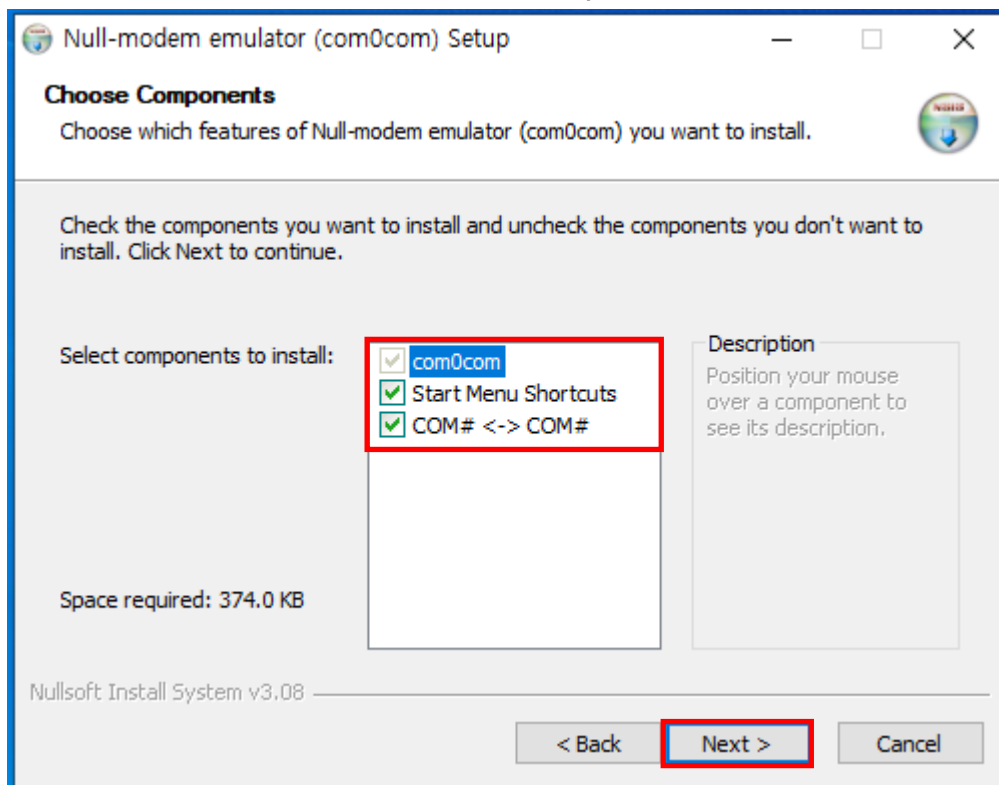 Null-modem emulator (com0com) Setup
Choose Components
Choose which features of Null-modem emulator (com0com) you want to install.
Check the components you want to install and uncheck the components you don't want to
install. Click Next to continue.
Select components to install:
com0com
Start Menu Shortcuts
COM# <-> COM#
Description
Position your mouse
over a component to
see its description.
Space required: 374.0 KB
Nullsoft Install System v3.08
< Back
Next >
Cancel